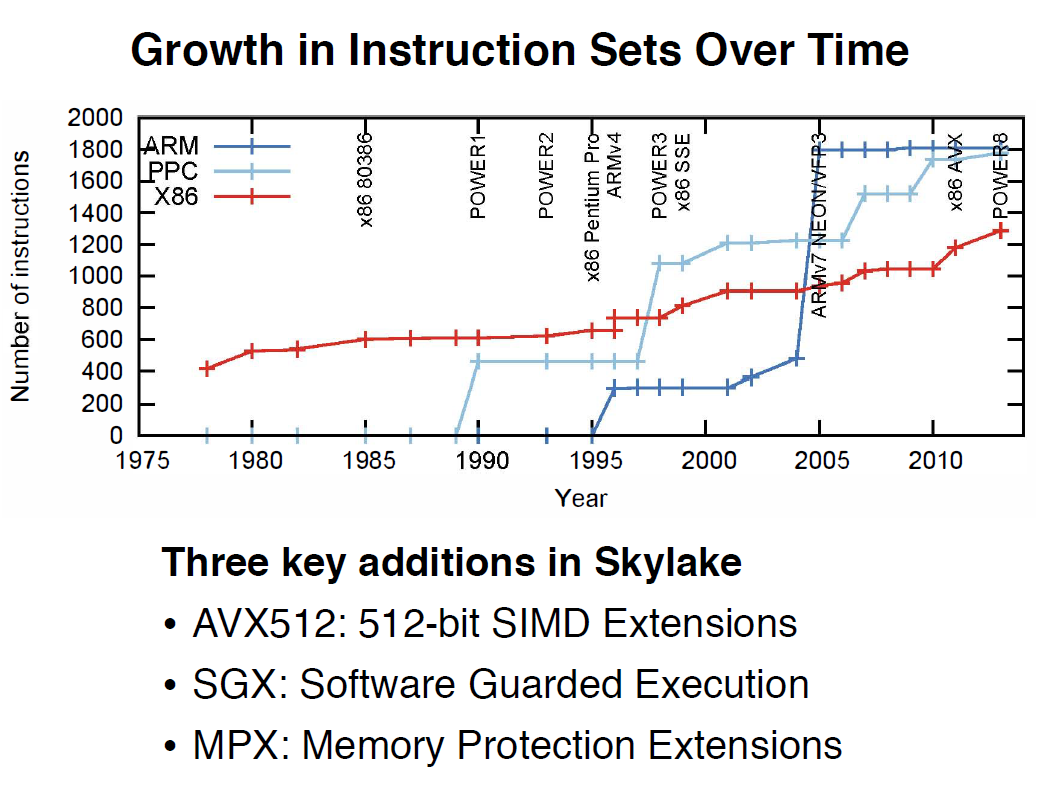 Growth in Instruction Sets Over Time
2000
1800
1600
1400
1200
1000
800
600
400
200
0
Number of instructions
ARM
PPC
X86
x86 80386
POWER1
POWER2
x86 Pentium Pro
ARMv4
POWER3
x86 SSE
ARMv7 NEON/VFP3
x86 AVX
POWER8
1975 1980 1985 1990 1995 2000 2005 2010
Year
Three key additions in Skylake
• AVX512: 512-bit SIMD Extensions
• SGX: Software Guarded Execution
• MPX: Memory Protection Extensions